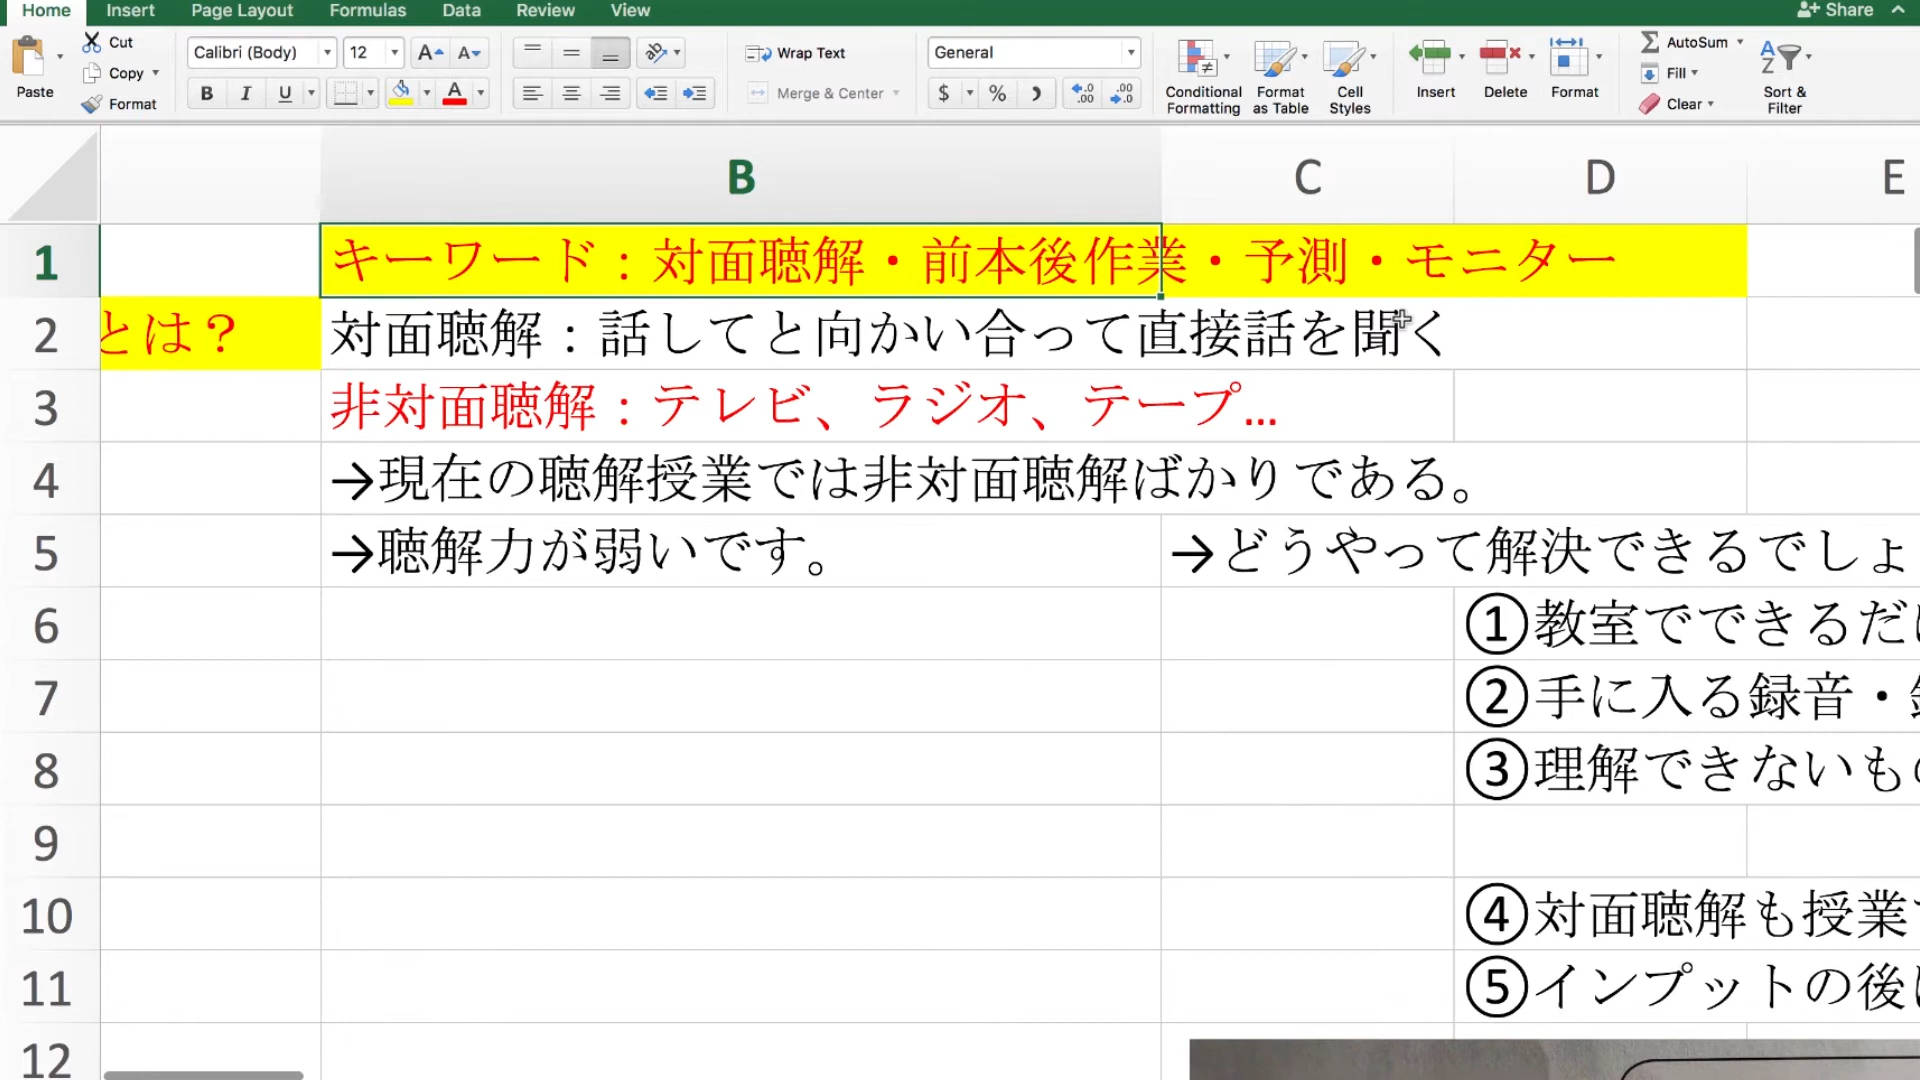 Home Insert Page Layout Formulas Data Review View Share
Paste
Cut
Copy
Format
Calibri (Body) 12
B I U
Wrap Text
Merge & Center
General
$ %
Conditional Formatting
Format as Table
Cell Styles
Insert
Delete
Format
AutoSum
Fill
Clear
Sort & Filter
B C D E
1 キーワード：対面聴解・前本後作業・予測・モニター
2 とは？ 対面聴解：話してと向かい合って直接話を聞く
3 非対面聴解：テレビ、ラジオ、テープ...
4 →現在の聴解授業では非対面聴解ばかりである。
5 →聴解力が弱いです。 →どうやって解決できるでしょ
6 ①教室でできるだ
7 ②手に入る録音・
8 ③理解できないも
9
10 ④対面聴解も授業
11 ⑤インプットの後
12